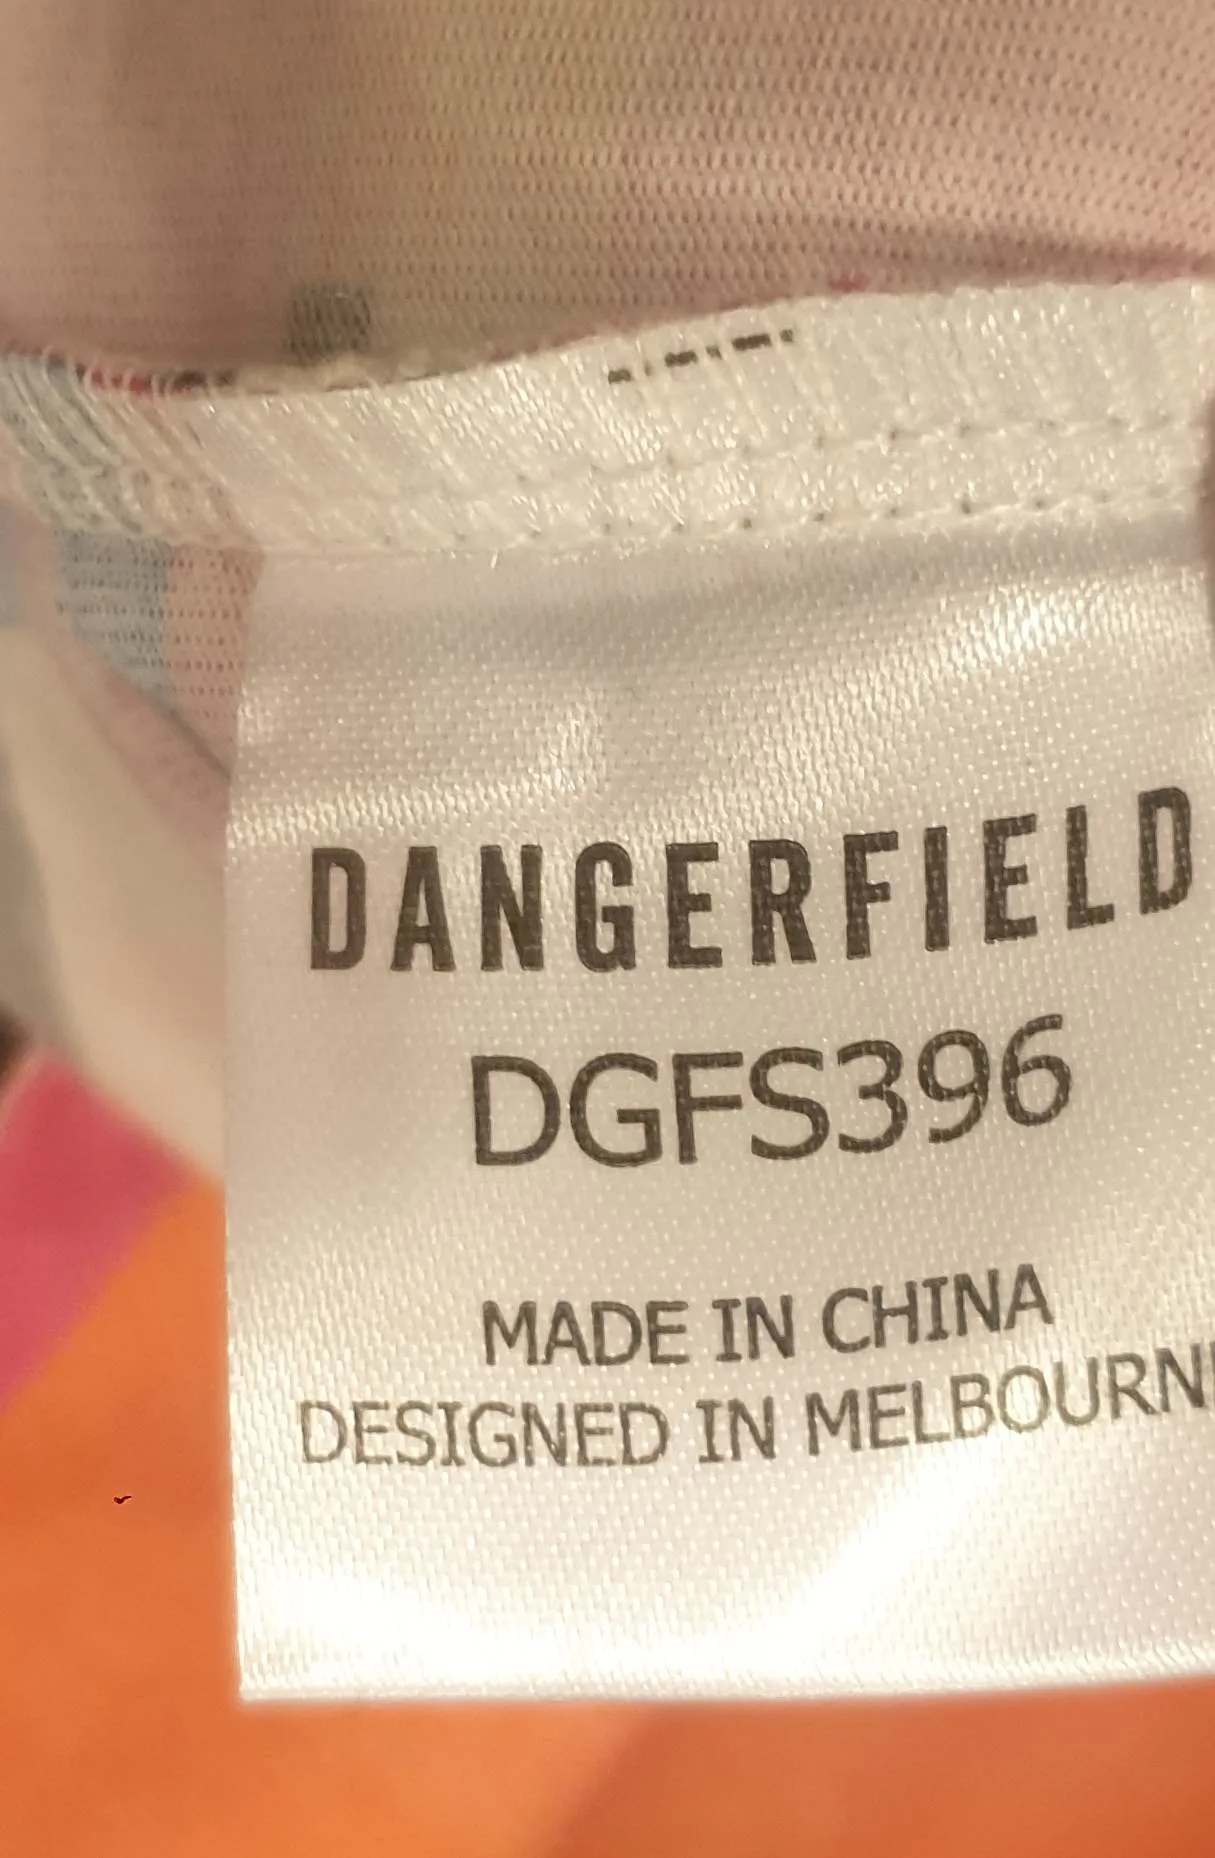 DANGERFIELD
DGFS396
MADE IN CHINA
DESIGNED IN MELBOURN